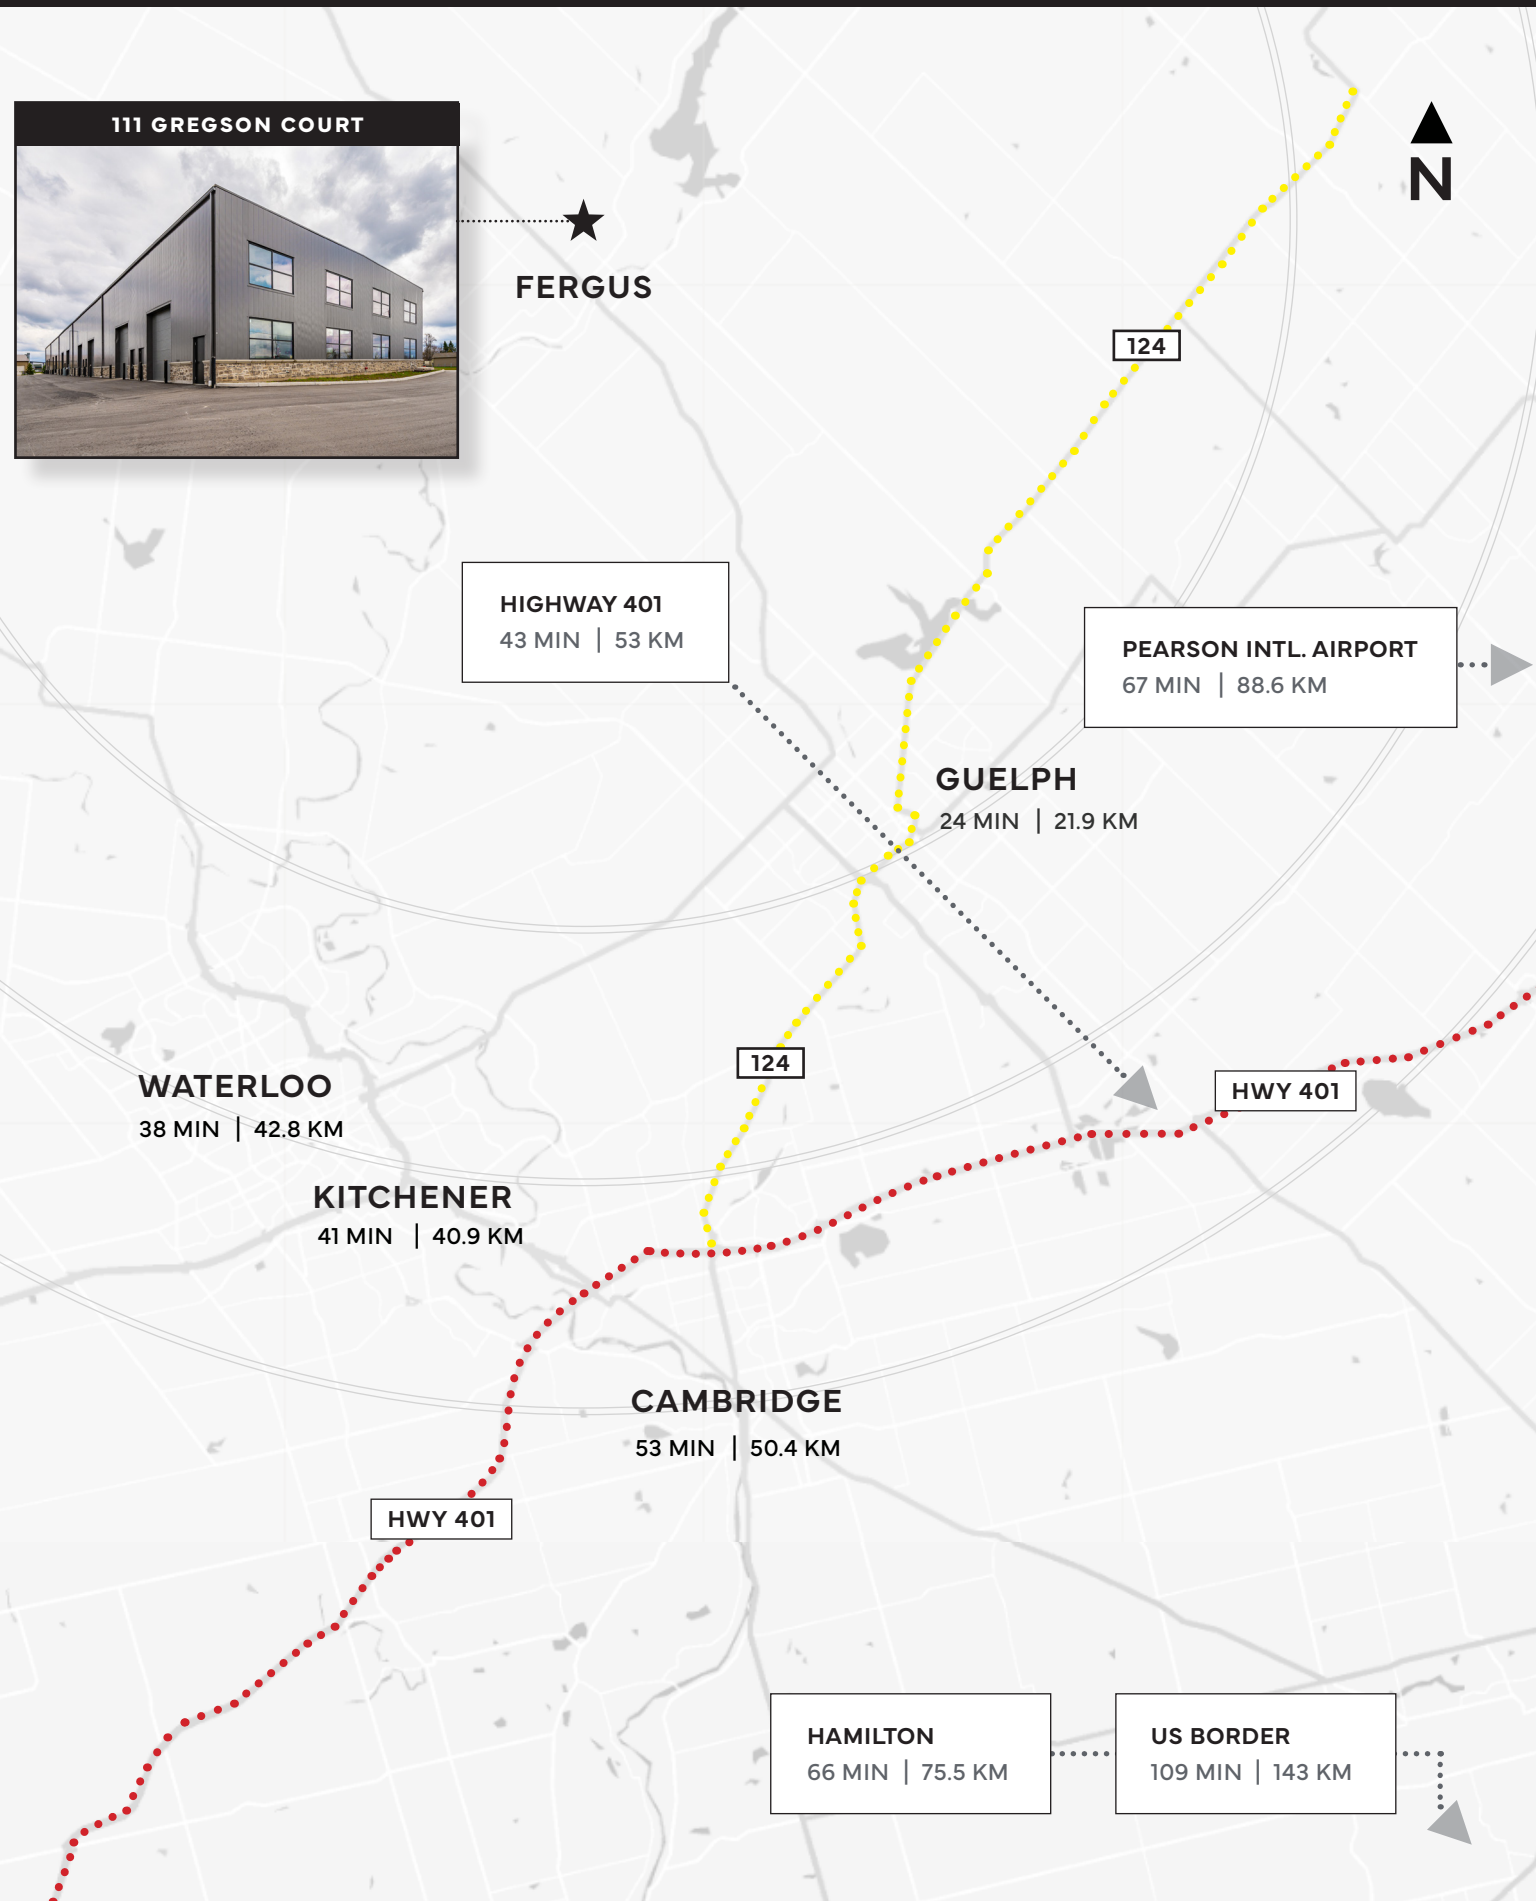 111 GREGSON COURT
N
FERGUS
124
HIGHWAY 401
43 MIN | 53 KM
PEARSON INTL. AIRPORT
67 MIN | 88.6 KM
GUELPH
24 MIN | 21.9 KM
124
HWY 401
WATERLOO
38 MIN | 42.8 KM
KITCHENER
41 MIN | 40.9 KM
CAMBRIDGE
53 MIN | 50.4 KM
HWY 401
HAMILTON
66 MIN | 75.5 KM
US BORDER
109 MIN | 143 KM